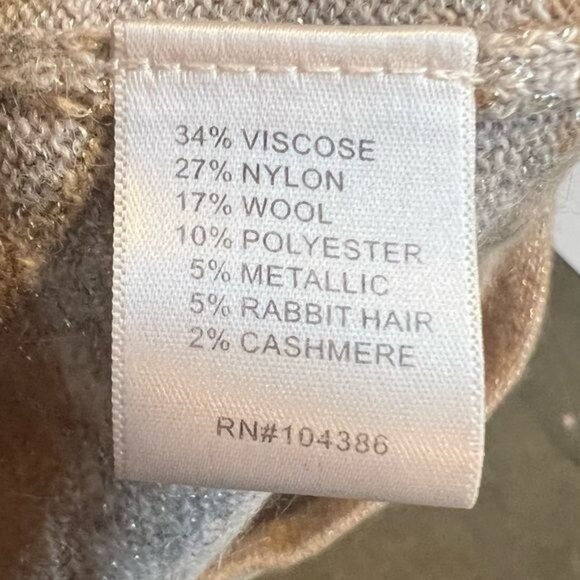 34% VISCOSE
27% NYLON
17% WOOL
10% POLYESTER
5% METALLIC
5% RABBIT HAIR
2% CASHMERE
RN#104386